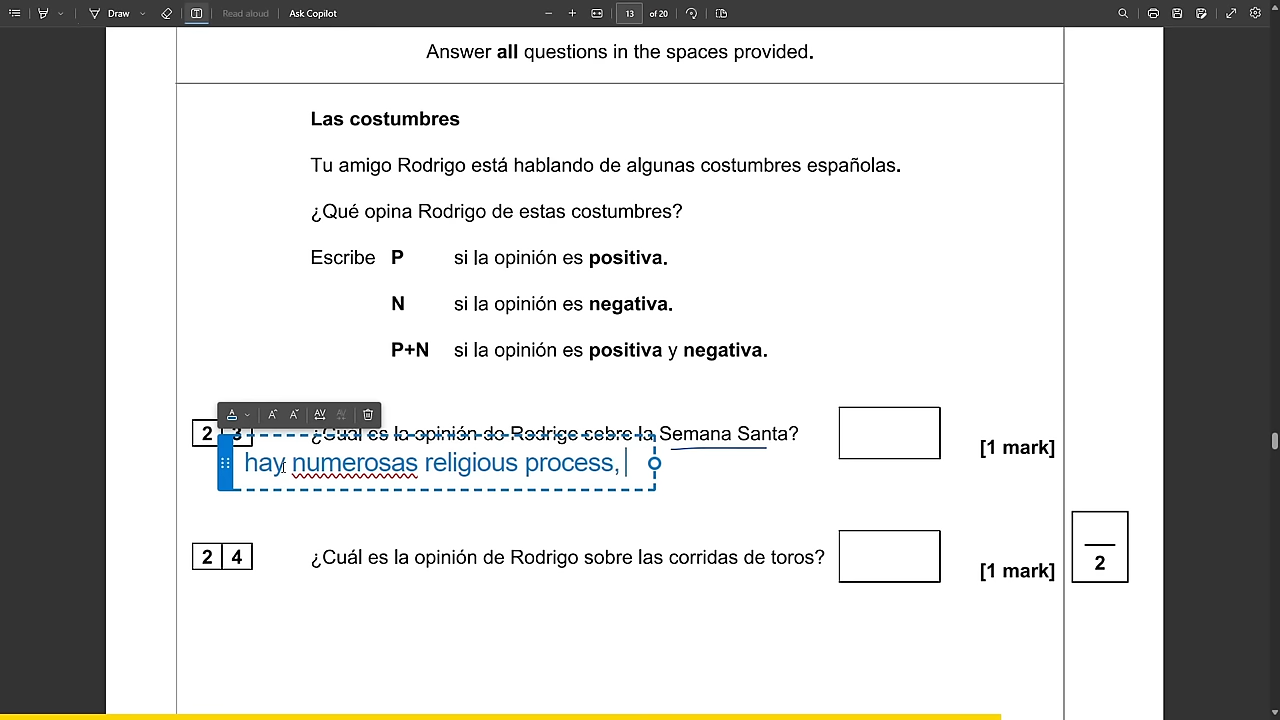 Draw
Read aloud
Ask Copilot
13 of 20
Answer all questions in the spaces provided.
Las costumbres
Tu amigo Rodrigo está hablando de algunas costumbres españolas.
¿Qué opina Rodrigo de estas costumbres?
Escribe P si la opinión es positiva.
N si la opinión es negativa.
P+N si la opinión es positiva y negativa.
2 3 ¿Cuál es la opinión de Rodrigo sobre la Semana Santa?
[1 mark]
hay numerosas religious process,
2 4 ¿Cuál es la opinión de Rodrigo sobre las corridas de toros?
[1 mark]
2